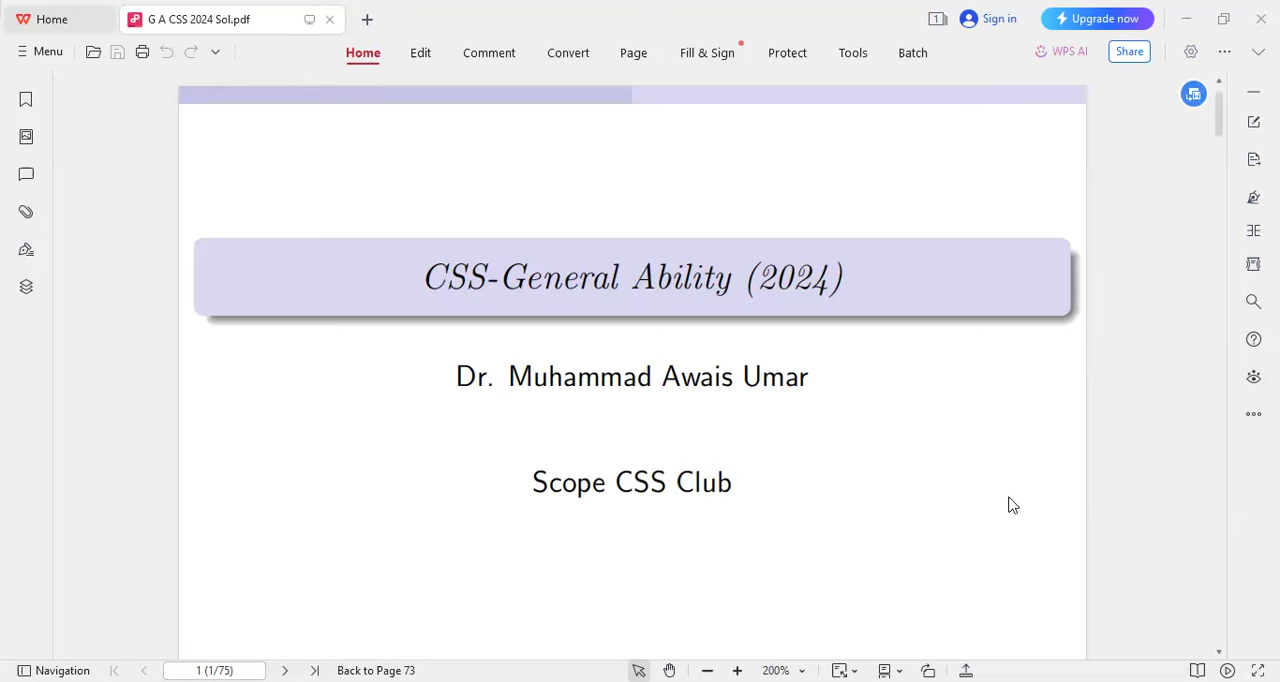 Home
G A CSS 2024 Sol.pdf
1
Sign in
Upgrade now
Menu
Home Edit Comment Convert Page Fill & Sign Protect Tools Batch
WPS AI
Share
CSS-General Ability (2024)
Dr. Muhammad Awais Umar
Scope CSS Club
Navigation
1 (1/75)
Back to Page 73
200%